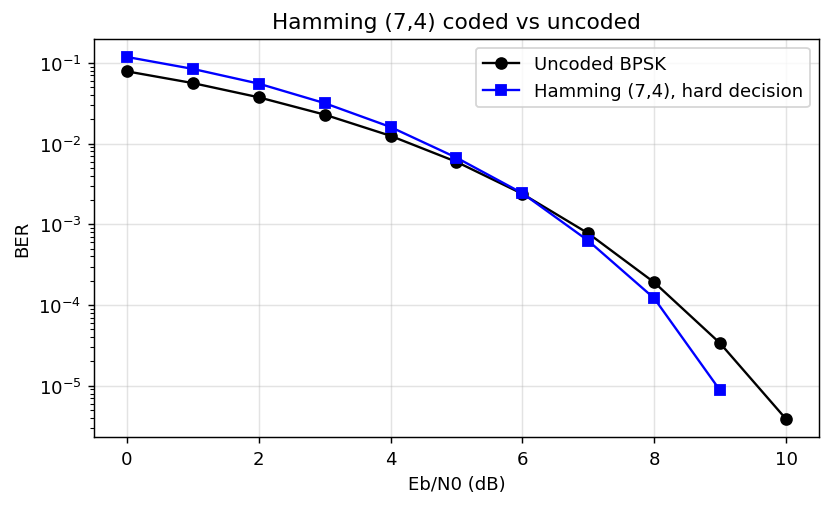 Hamming (7,4) coded vs uncoded
Uncoded BPSK
Hamming (7,4), hard decision
BER
10⁻¹
10⁻²
10⁻³
10⁻⁴
10⁻⁵
0 2 4 6 8 10
Eb/N0 (dB)